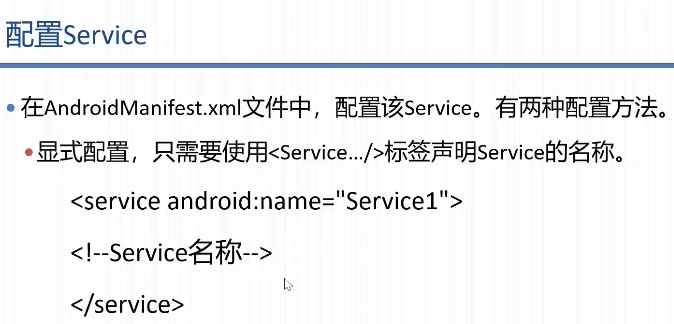 配置Service
• 在AndroidManifest.xml文件中，配置该Service。有两种配置方法。
• 显式配置，只需要使用<Service.../>标签声明Service的名称。
<service android:name="Service1">
<!--Service名称-->
</service>